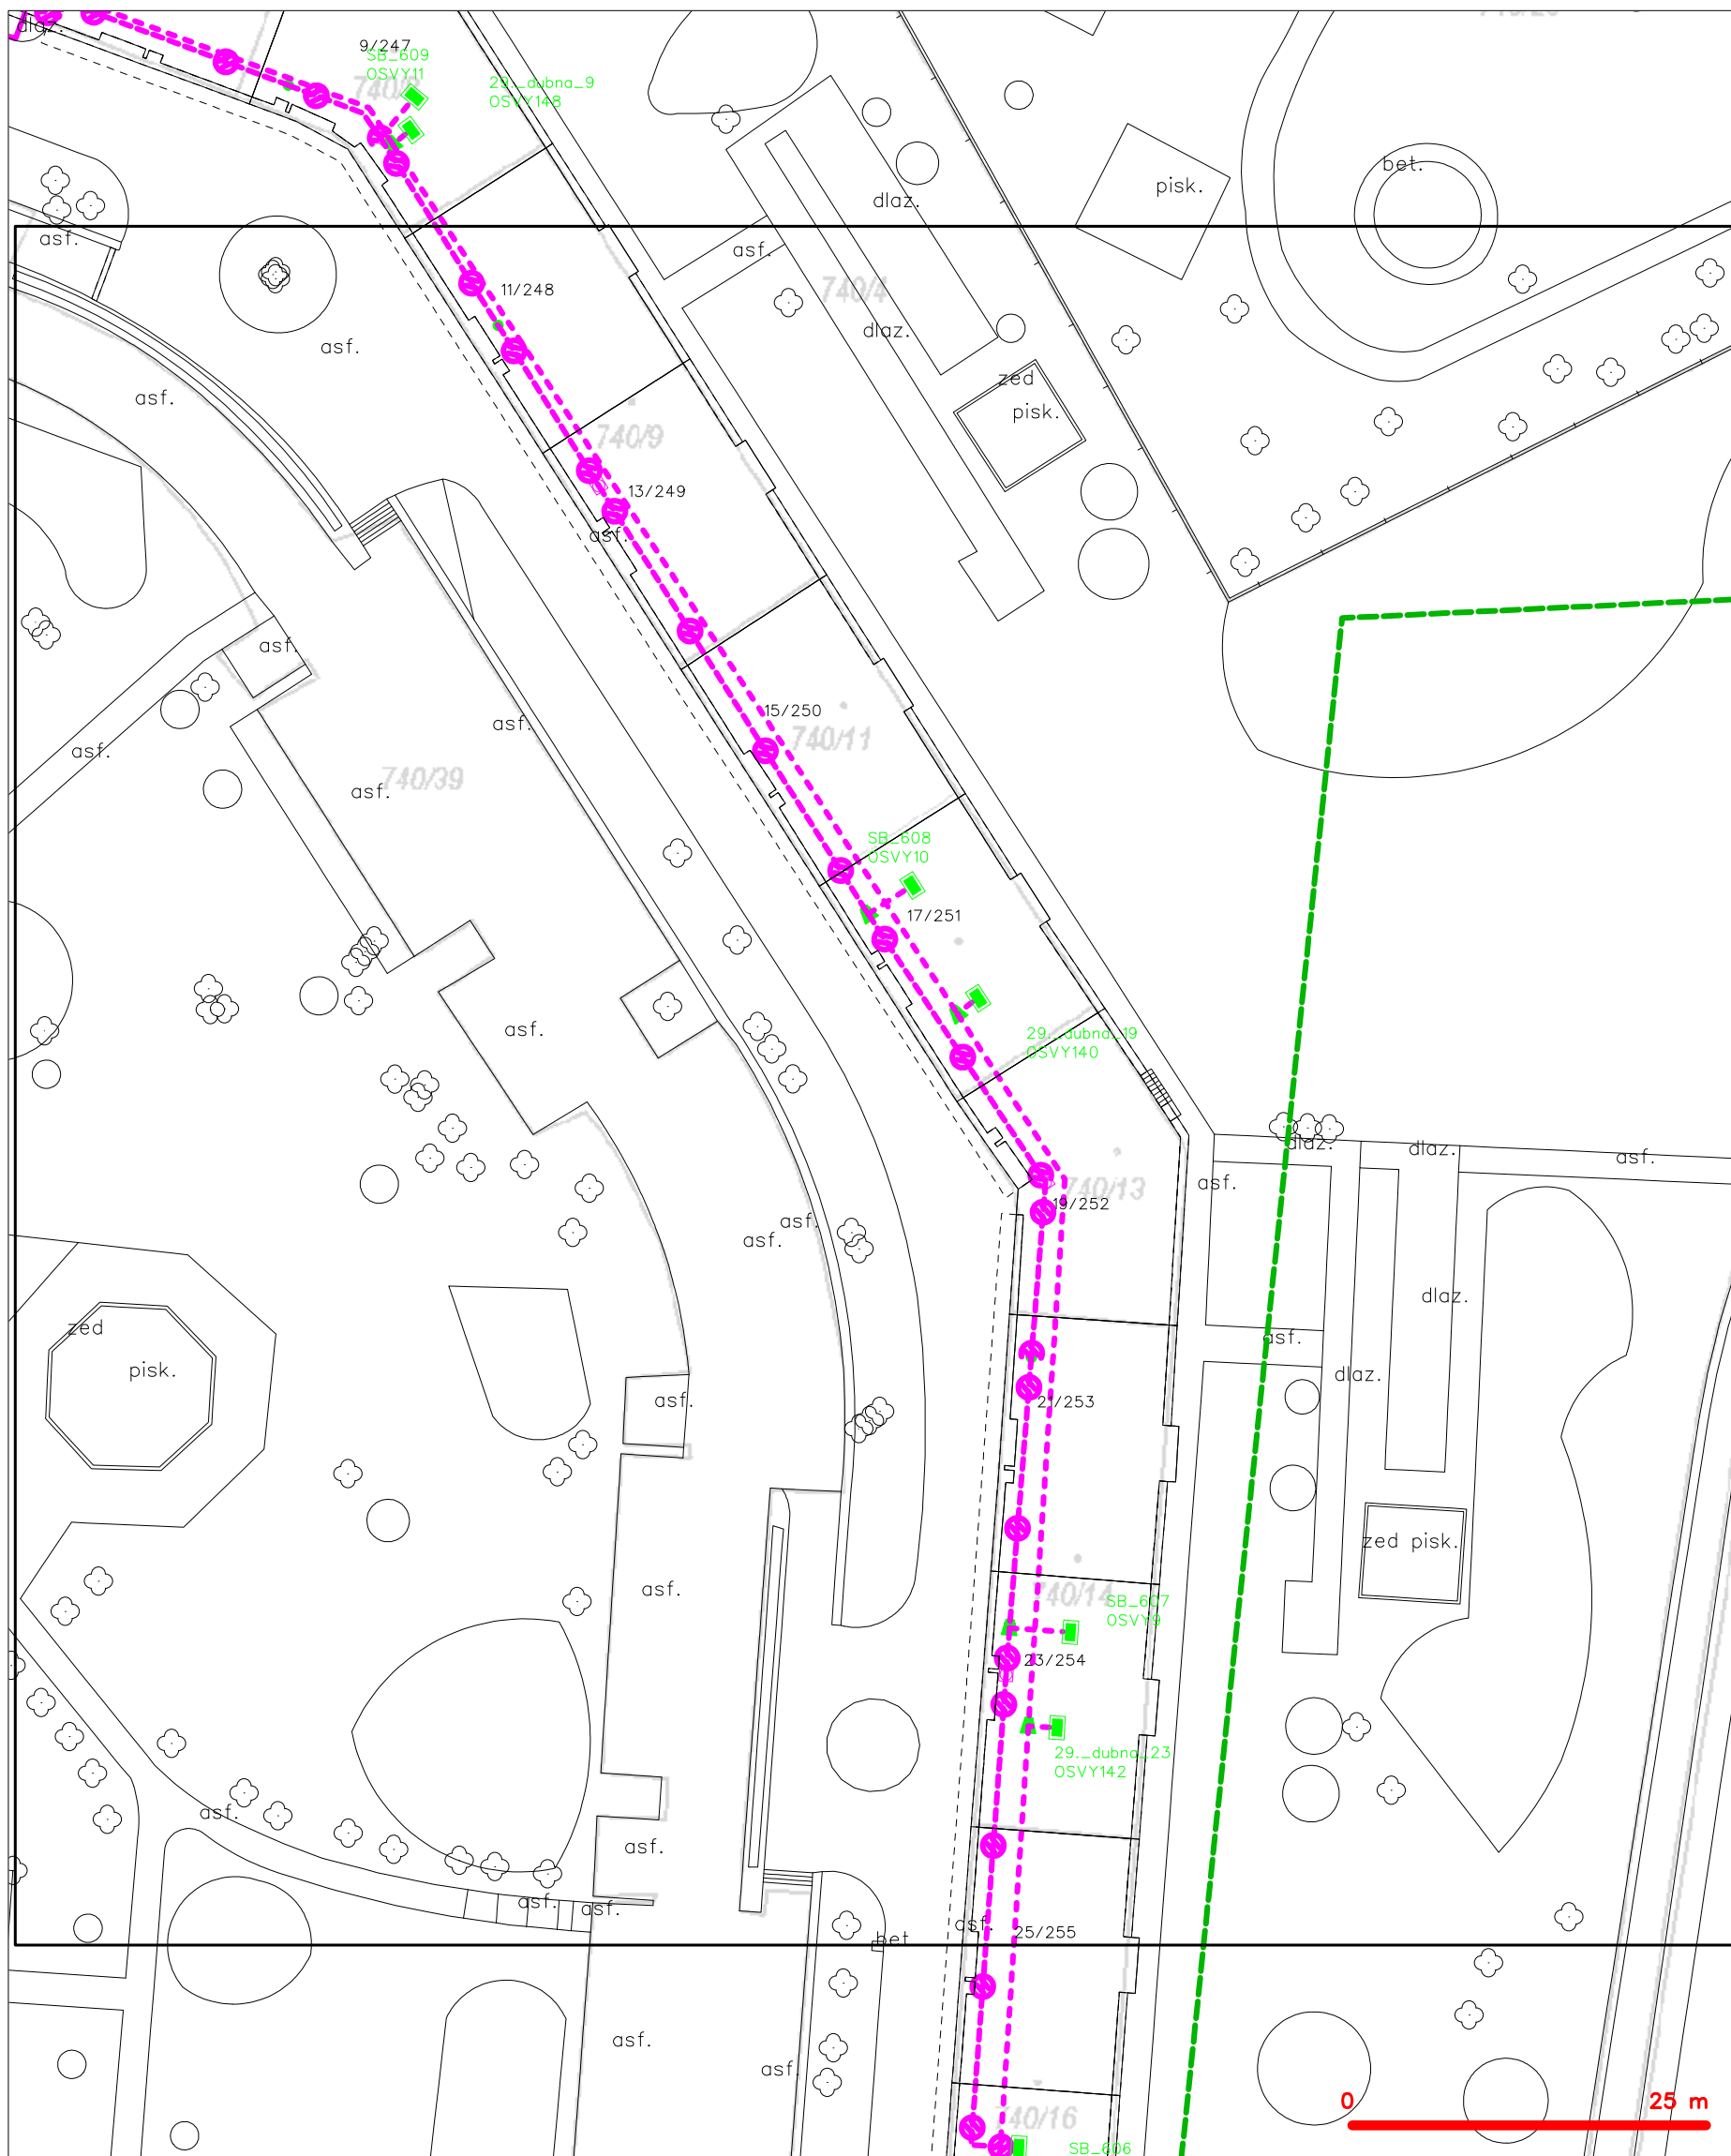 dlaz.
9/247
SB_609
OSVY11
29._dubna_9
OSVY148
bet.
pisk.
dlaz.
asf.
asf.
11/248
740/4
dlaz.
asf.
zed
asf.
pisk.
740/9
13/249
asf.
asf.
15/250
asf.
740/11
asf.
740/39
asf.
SB_608
OSVY10
17/251
asf.
29._dubna_19
OSVY140
dlaz.
dlaz.
asf.
740/13
asf.
19/252
asf.
asf.
dlaz.
zed
asf.
pisk.
dlaz.
asf.
21/253
zed pisk.
asf.
740/14
SB_607
OSVY9
23/254
29._dubna_23
OSVY142
asf.
asf.
asf.
asf.
asf.
25/255
bet
asf.
asf.
0 25 m
740/16
SB_606